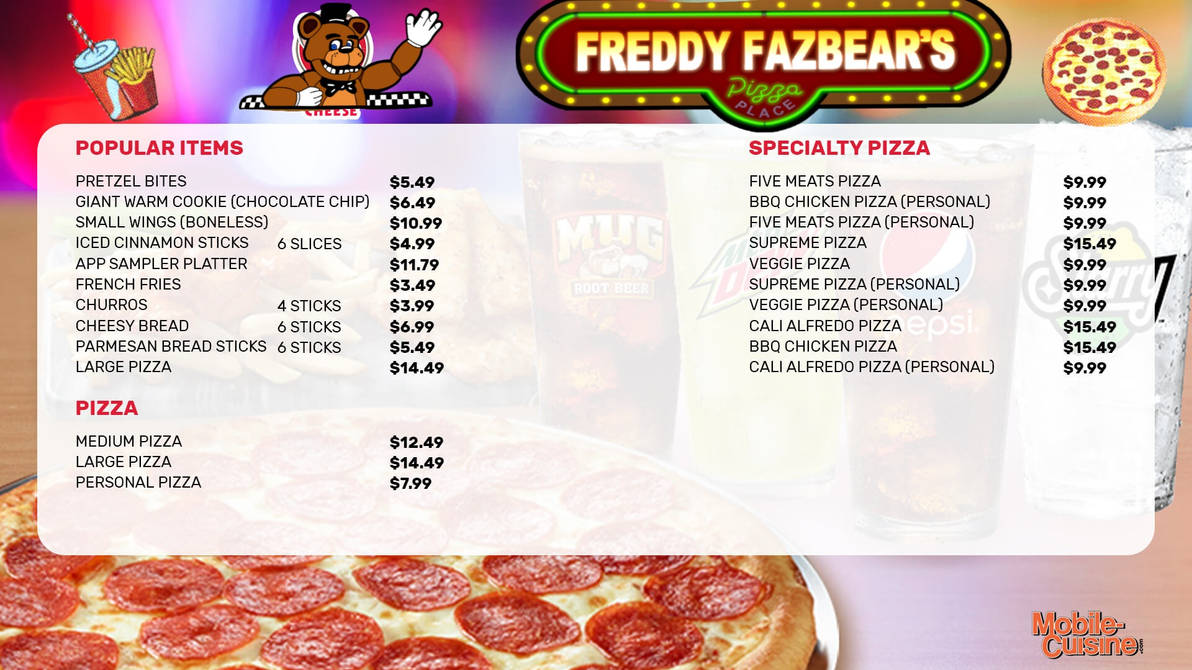 FREDDY FAZBEAR'S
Pizza
PLACE
CHEESE
POPULAR ITEMS
PRETZEL BITES $5.49
GIANT WARM COOKIE (CHOCOLATE CHIP) $6.49
SMALL WINGS (BONELESS) $10.99
ICED CINNAMON STICKS 6 SLICES $4.99
APP SAMPLER PLATTER $11.79
FRENCH FRIES $3.49
CHURROS 4 STICKS $3.99
CHEESY BREAD 6 STICKS $6.99
PARMESAN BREAD STICKS 6 STICKS $5.49
LARGE PIZZA $14.49
PIZZA
MEDIUM PIZZA $12.49
LARGE PIZZA $14.49
PERSONAL PIZZA $7.99
SPECIALTY PIZZA
FIVE MEATS PIZZA $9.99
BBQ CHICKEN PIZZA (PERSONAL) $9.99
FIVE MEATS PIZZA (PERSONAL) $9.99
SUPREME PIZZA $15.49
VEGGIE PIZZA $9.99
SUPREME PIZZA (PERSONAL) $9.99
VEGGIE PIZZA (PERSONAL) $9.99
CALI ALFREDO PIZZA $15.49
BBQ CHICKEN PIZZA $15.49
CALI ALFREDO PIZZA (PERSONAL) $9.99
MUG
ROOT BEER
pepsi
Starry
Mobile-
Cuisine.com